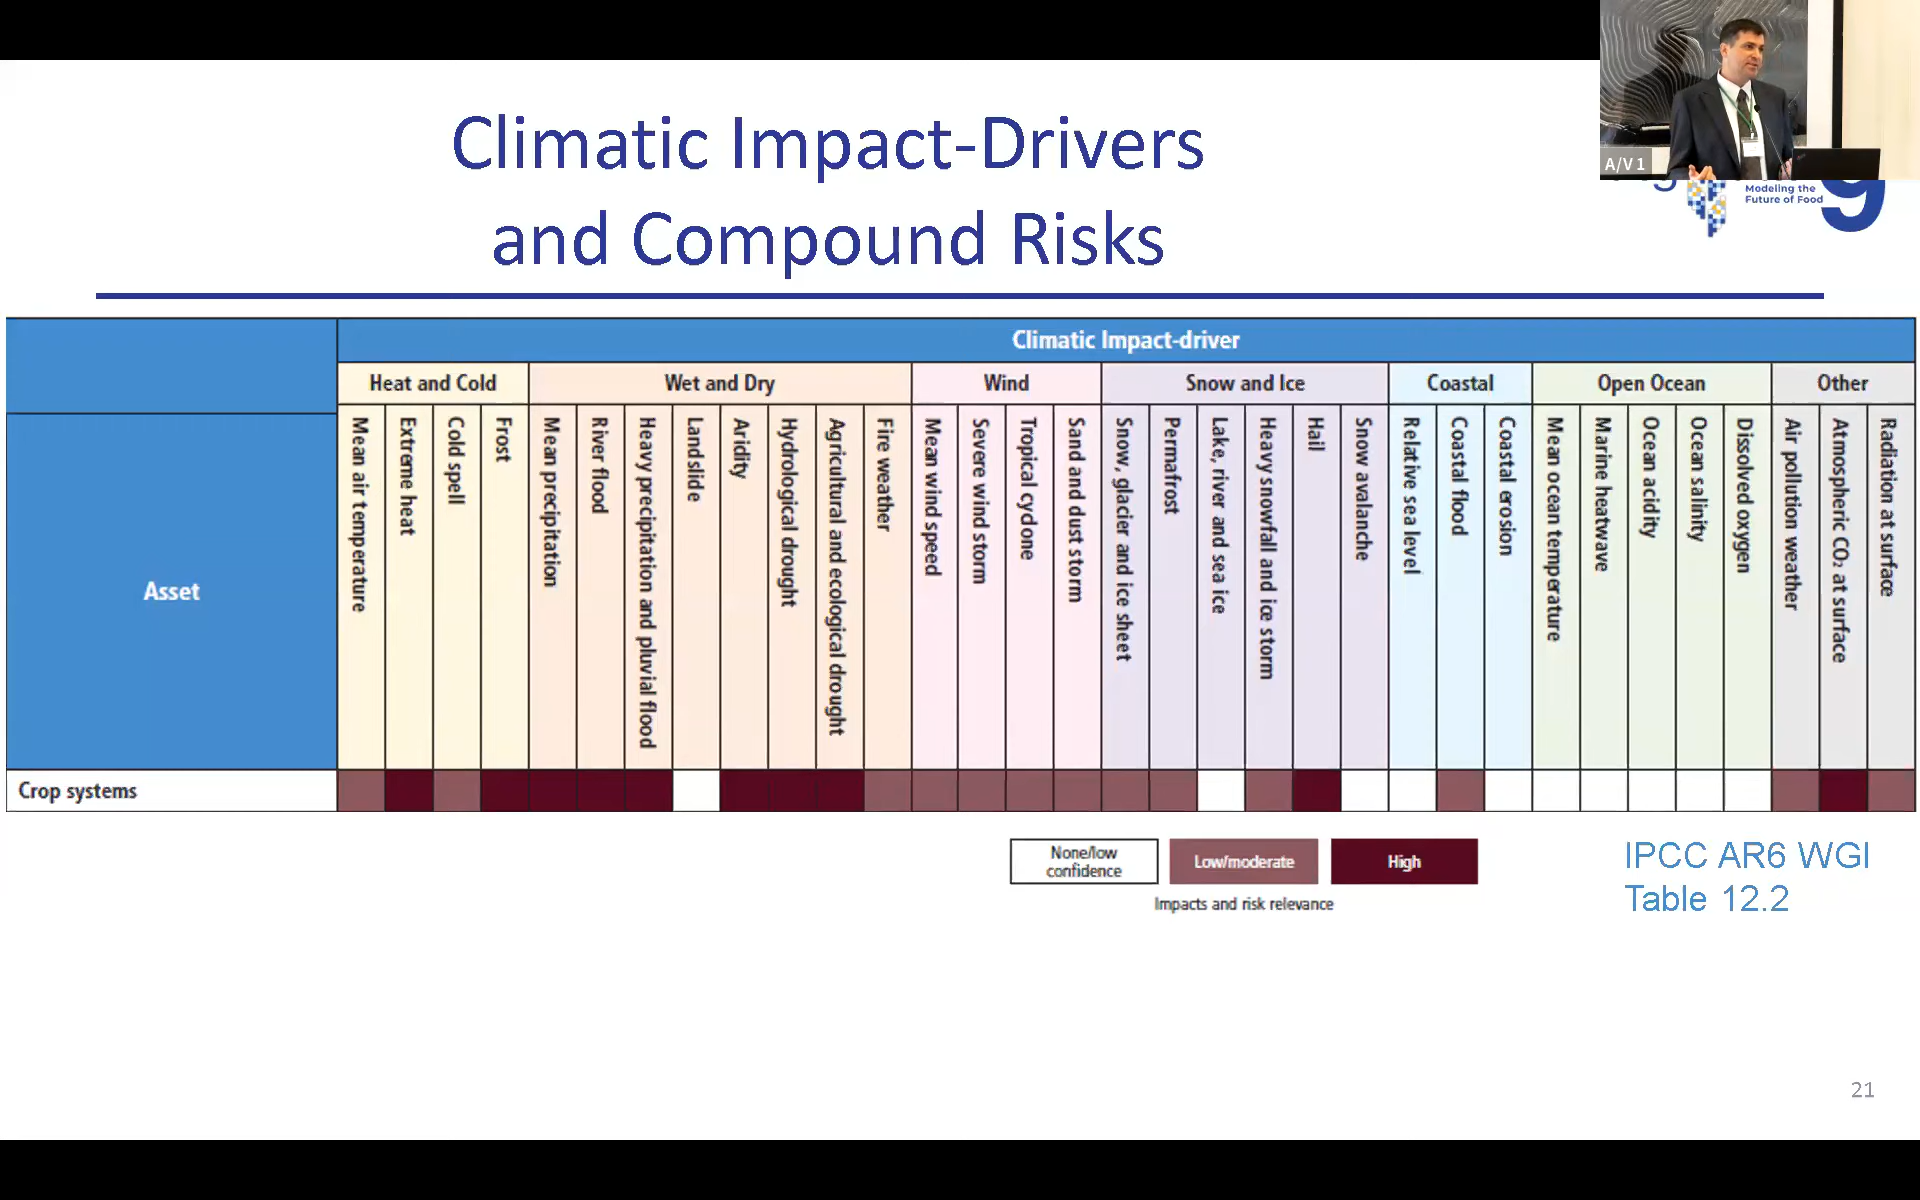 Climatic Impact-Drivers
and Compound Risks
A/V 1
Modeling the
Future of Food
9
Climatic Impact-driver
Heat and Cold
Wet and Dry
Wind
Snow and Ice
Coastal
Open Ocean
Other
Asset
Mean air temperature
Extreme heat
Cold spell
Frost
Mean precipitation
River flood
Heavy precipitation and pluvial flood
Landslide
Aridity
Hydrological drought
Agricultural and ecological drought
Fire weather
Mean wind speed
Severe wind storm
Tropical cyclone
Sand and dust storm
Snow, glacier and ice sheet
Permafrost
Lake, river and sea ice
Heavy snowfall and ice storm
Hail
Snow avalanche
Relative sea level
Coastal flood
Coastal erosion
Mean ocean temperature
Marine heatwave
Ocean acidity
Ocean salinity
Dissolved oxygen
Air pollution weather
Atmospheric CO₂ at surface
Radiation at surface
Crop systems
None/low
confidence
Low/moderate
High
Impacts and risk relevance
IPCC AR6 WGI
Table 12.2
21